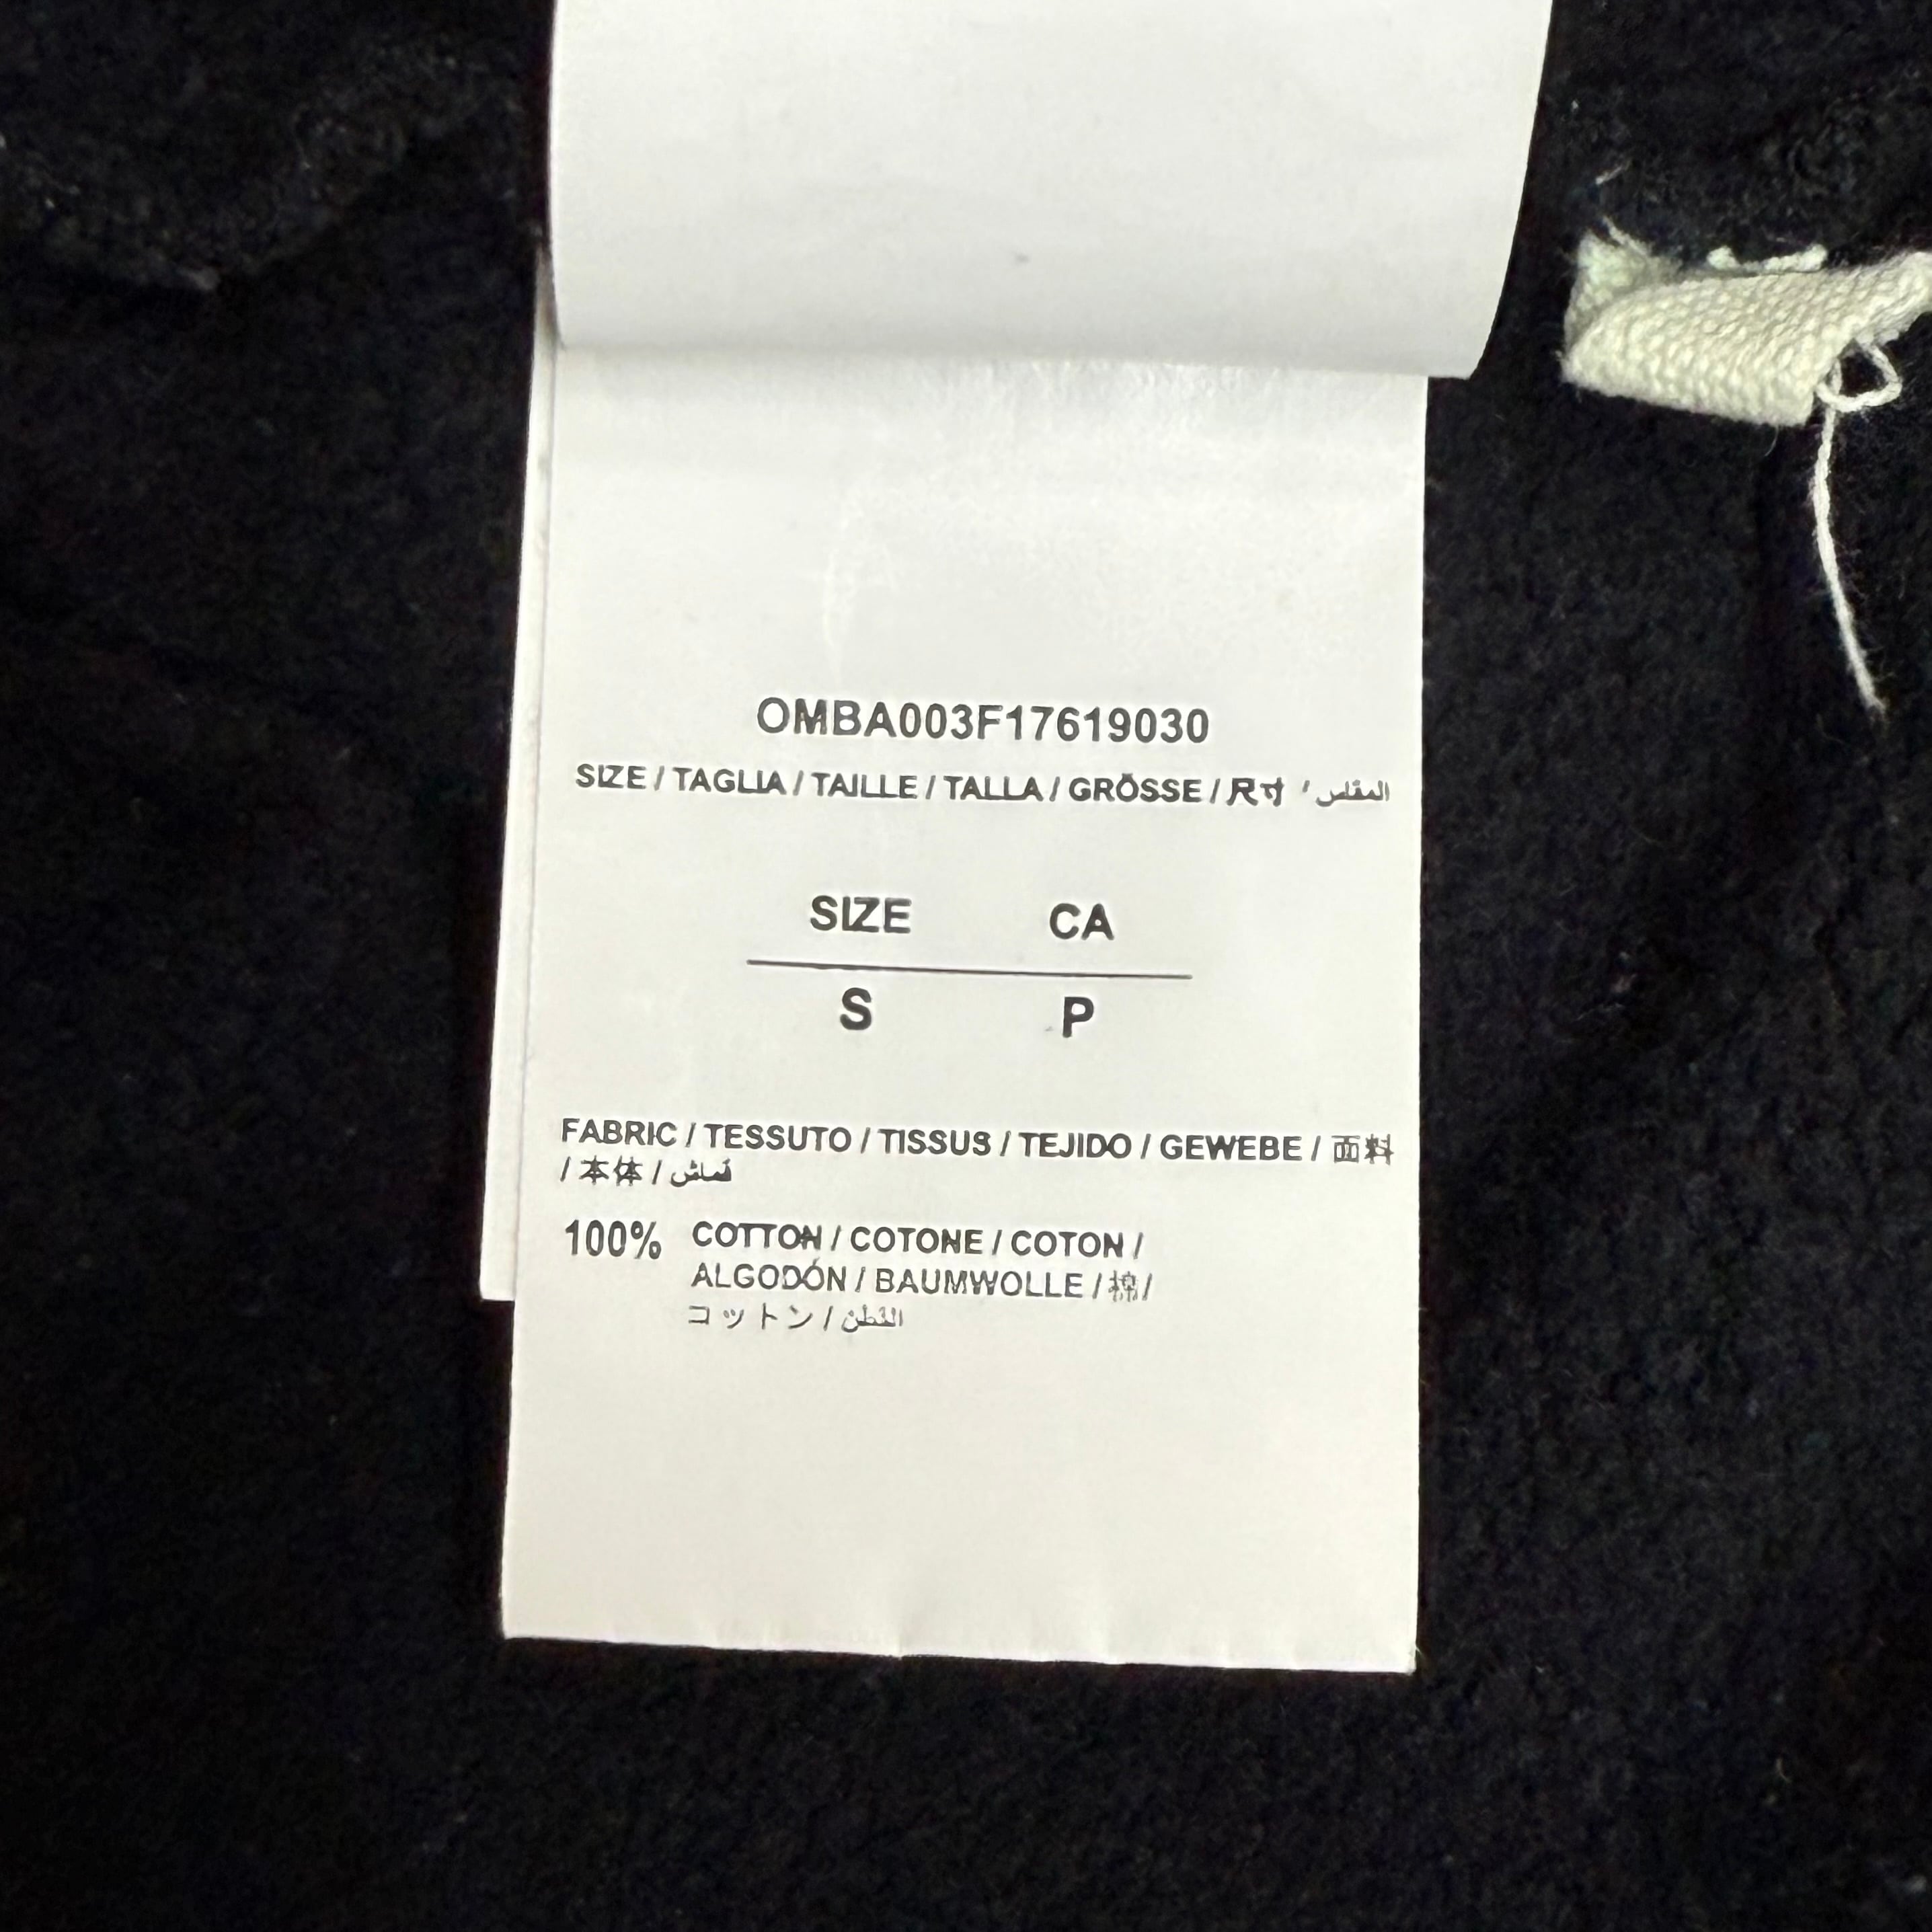 OMBA003F17619030
SIZE / TAGLIA / TAILLE / TALLA / GRÖSSE / 尺寸 / المقاس
SIZE CA
S P
FABRIC / TESSUTO / TISSUS / TEJIDO / GEWEBE / 面料
/ 本体 / قماش
100% COTTON / COTONE / COTON /
ALGODÓN / BAUMWOLLE / 棉 /
コットン / القطن